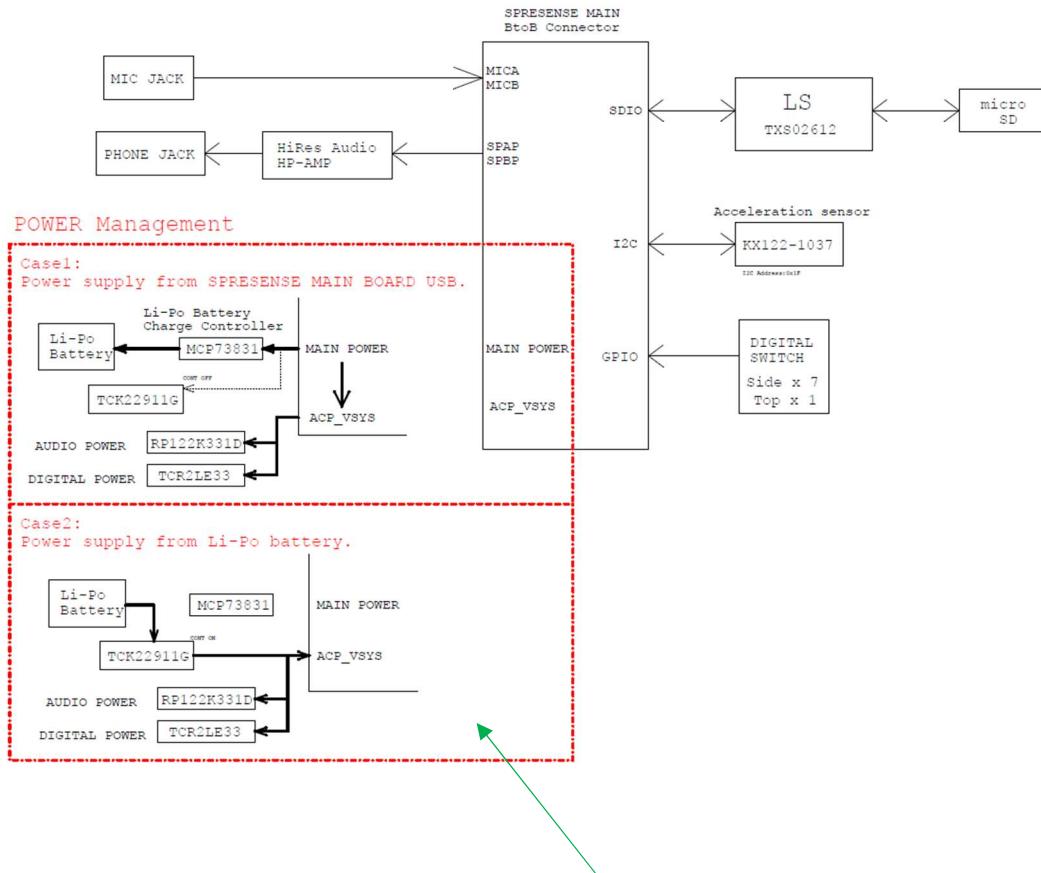 SPRESENSE MAIN
BtoB Connector
MIC JACK
MICA
MICB
SDIO
LS
TXS02612
micro
SD
PHONE JACK
HiRes Audio
HP-AMP
SPAP
SPBP
Acceleration sensor
I2C
KX122-1037
I2C Address:0x1F
POWER Management
Case1:
Power supply from SPRESENSE MAIN BOARD USB.
Li-Po Battery
Charge Controller
Li-Po
Battery
MCP73831
MAIN POWER
MAIN POWER
GPIO
DIGITAL
SWITCH
Side x 7
Top x 1
CONT OFF
TCK22911G
ACP_VSYS
ACP_VSYS
AUDIO POWER
RP122K331D
DIGITAL POWER
TCR2LE33
Case2:
Power supply from Li-Po battery.
Li-Po
Battery
MCP73831
MAIN POWER
CONT ON
TCK22911G
ACP_VSYS
AUDIO POWER
RP122K331D
DIGITAL POWER
TCR2LE33